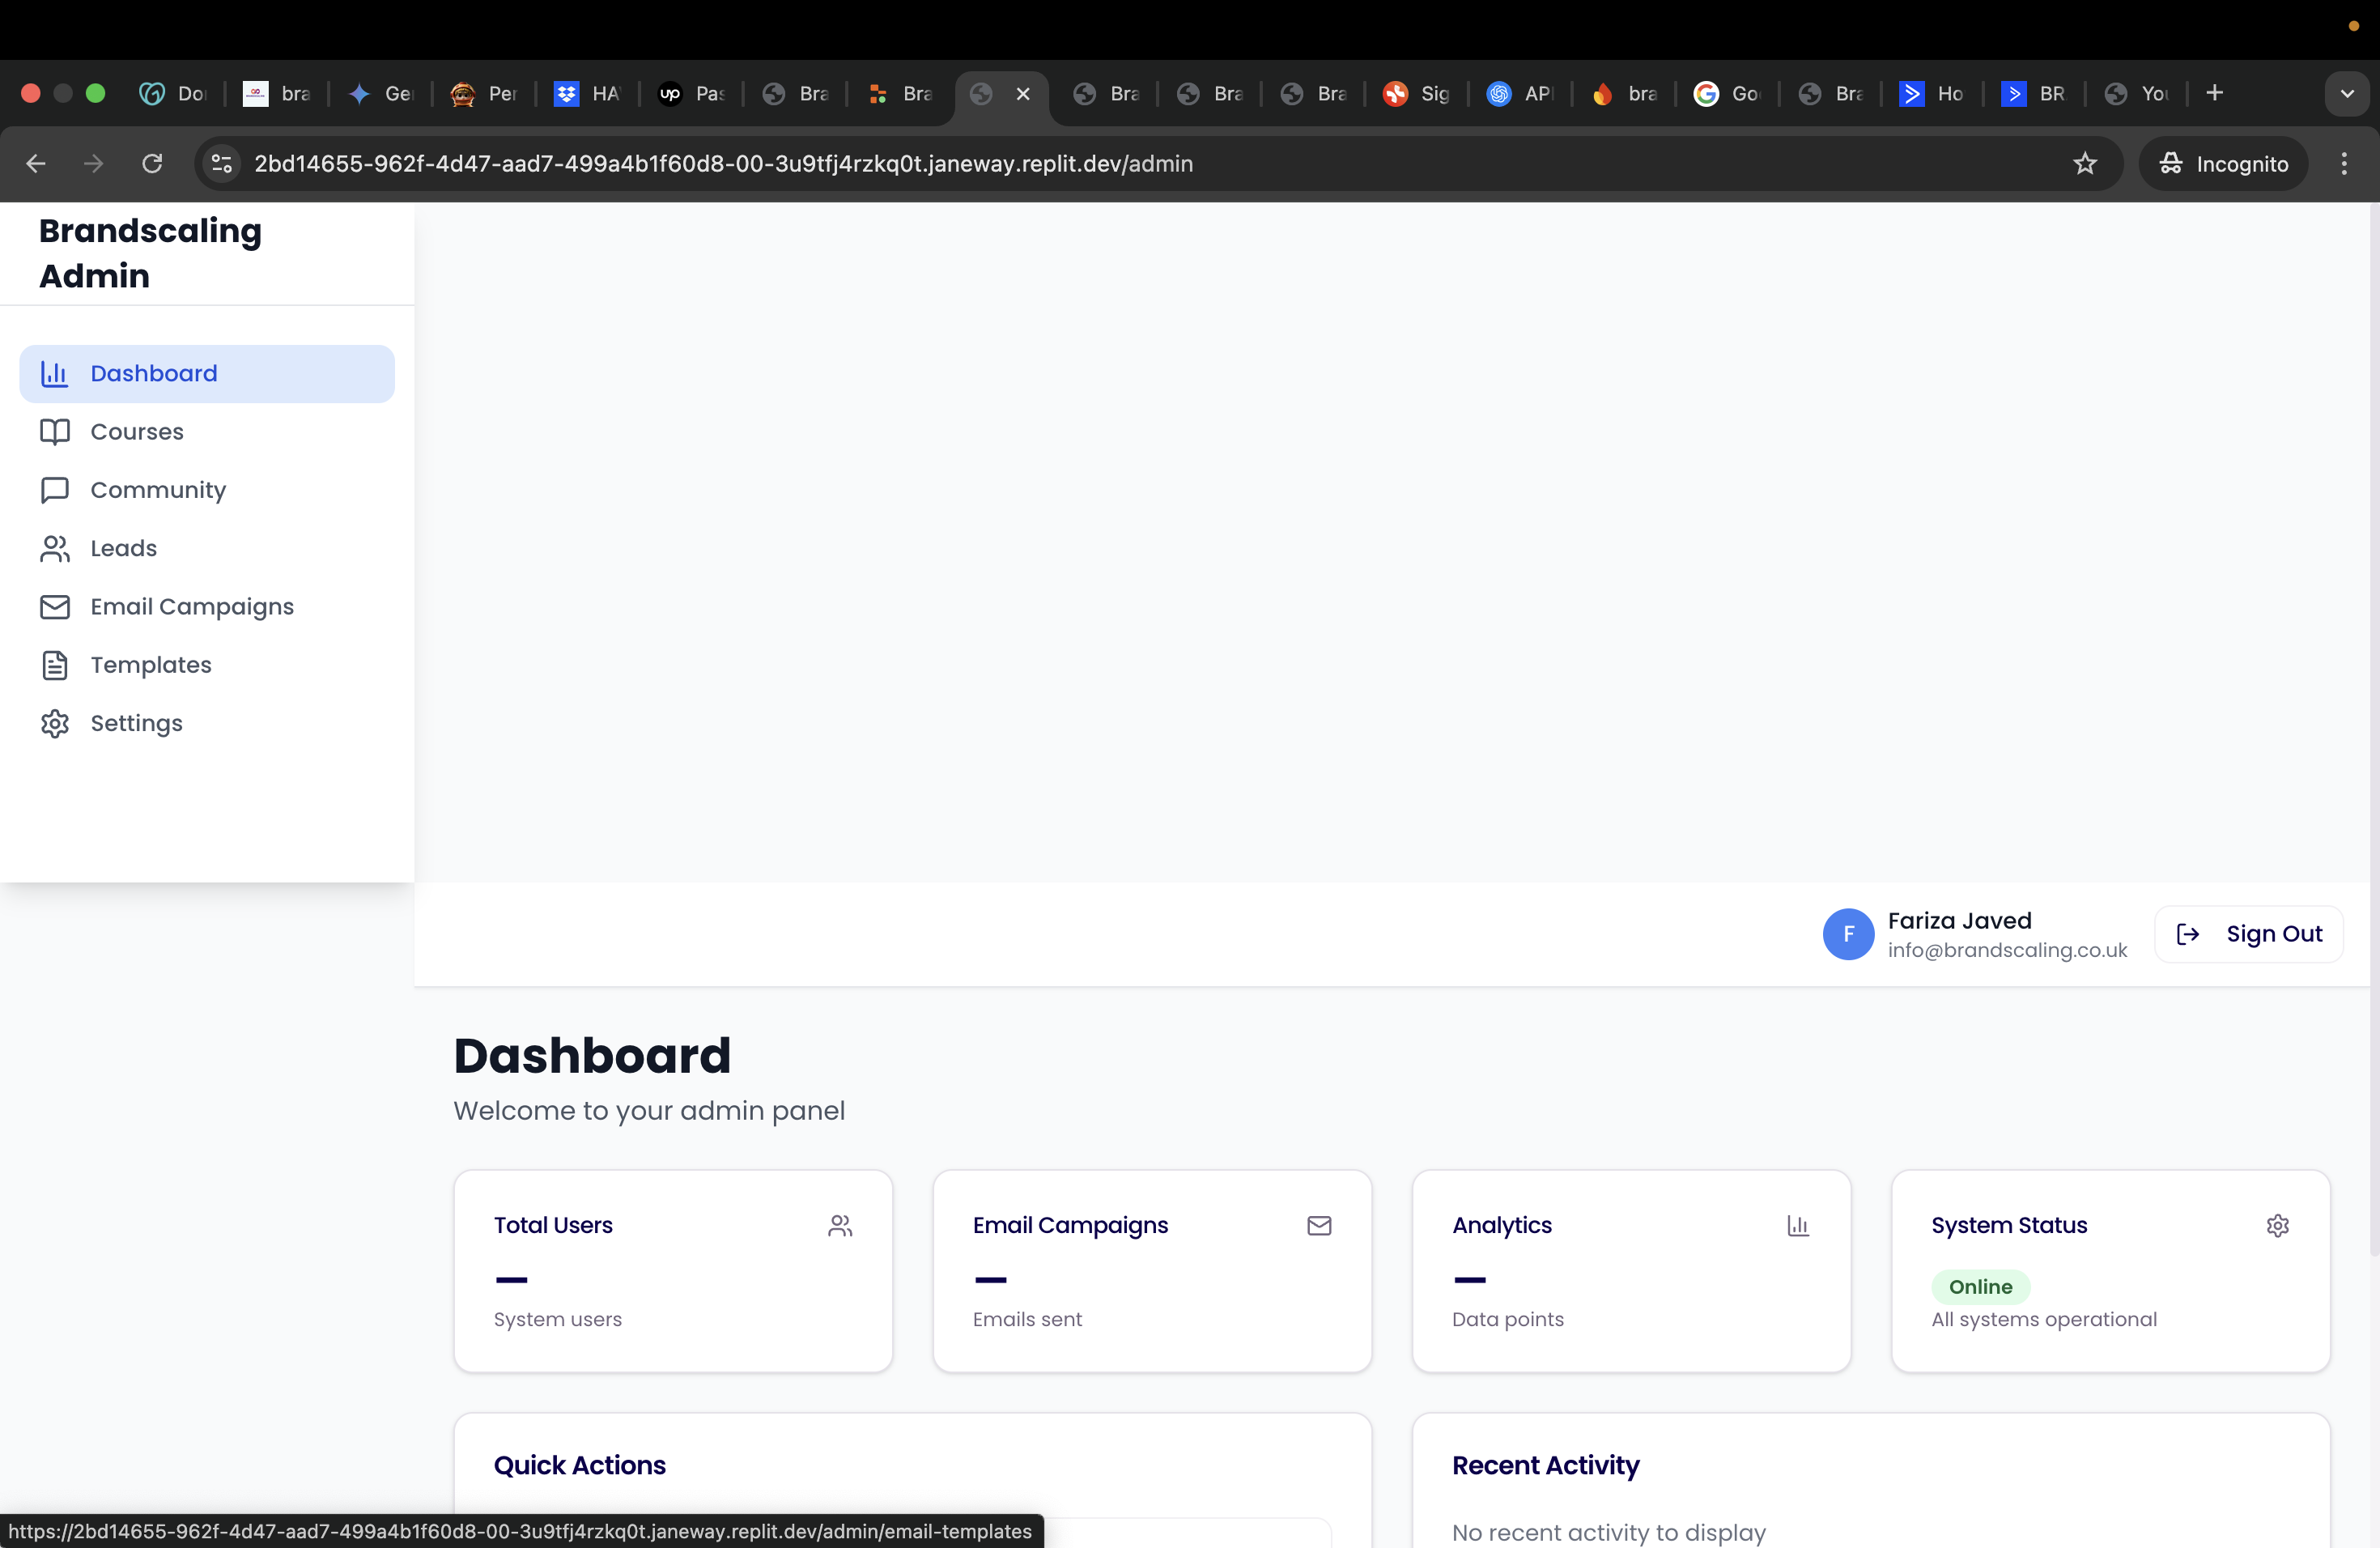 Do
bra
Ge
Per
HA
up
Pas
Bra
Bra
Bra
Bra
Bra
Sig
AP
bra
Go
Bra
Ho
BR
You
2bd14655-962f-4d47-aad7-499a4b1f60d8-00-3u9tfj4rzkq0t.janeway.replit.dev/admin
Incognito
Brandscaling
Admin
Dashboard
Courses
Community
Leads
Email Campaigns
Templates
Settings
F
Fariza Javed
info@brandscaling.co.uk
Sign Out
Dashboard
Welcome to your admin panel
Total Users
—
System users
Email Campaigns
—
Emails sent
Analytics
—
Data points
System Status
Online
All systems operational
Quick Actions
Recent Activity
No recent activity to display
https://2bd14655-962f-4d47-aad7-499a4b1f60d8-00-3u9tfj4rzkq0t.janeway.replit.dev/admin/email-templates